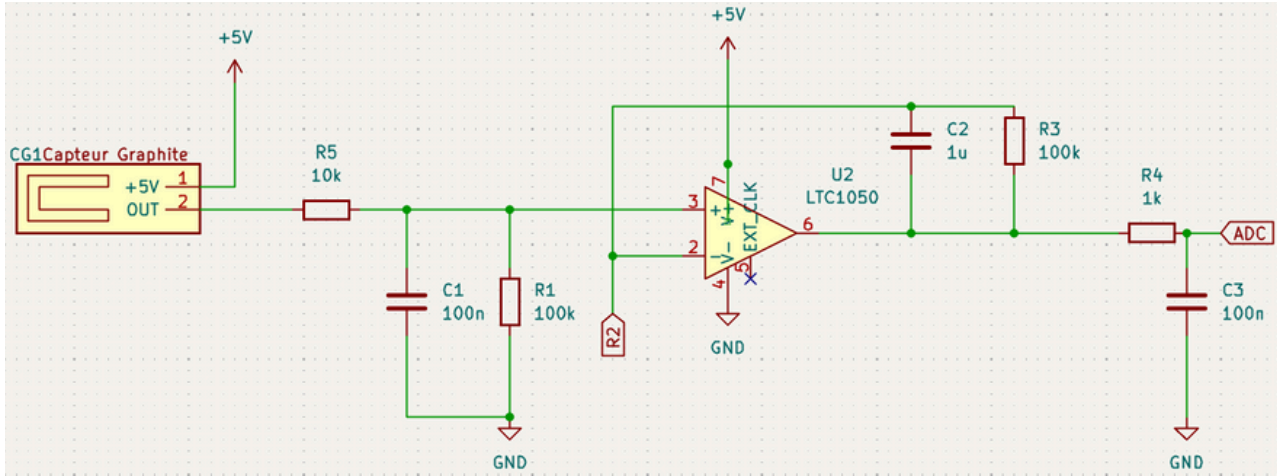 +5V
+5V
CG1Capteur Graphite
+5V 1
OUT 2
R5
10k
C1
100n
R1
100k
GND
R2
3
2
+
-
7
V+
V-
EXT_CLK
5
4
6
GND
U2
LTC1050
C2
1u
R3
100k
R4
1k
ADC
C3
100n
GND